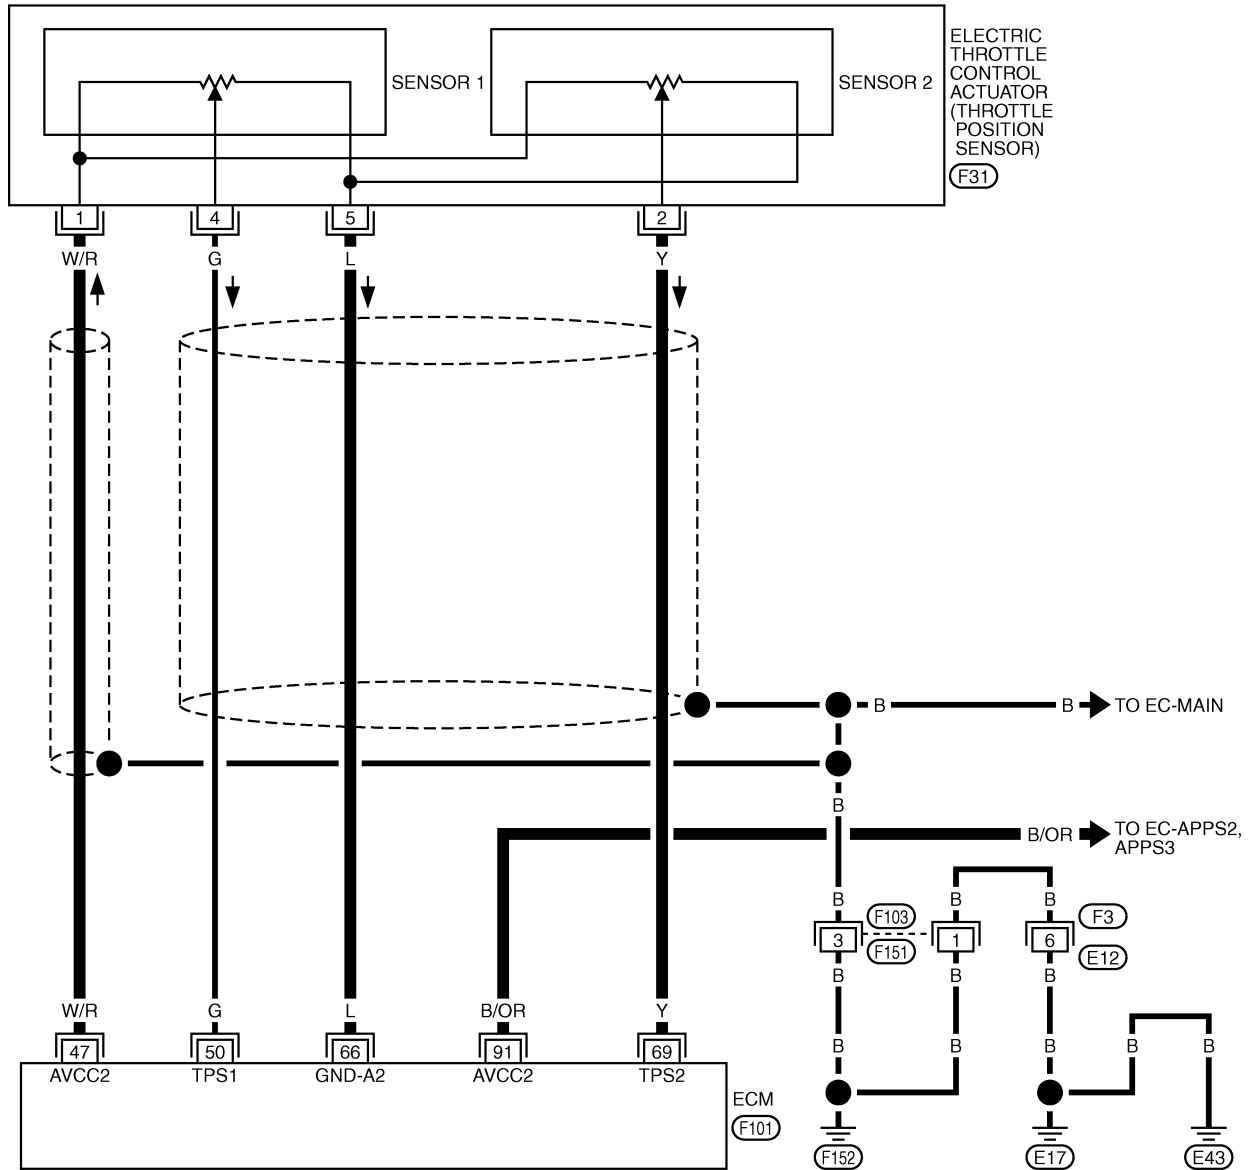 ELECTRIC
THROTTLE
CONTROL
ACTUATOR
(THROTTLE
POSITION
SENSOR)
F31
SENSOR 1
SENSOR 2
1
4
5
2
W/R
G
L
Y
B
B
TO EC-MAIN
B
B/OR
TO EC-APPS2,
APPS3
B
B
B
F103
F3
3
1
6
F151
E12
B
B
B
W/R
G
L
B/OR
Y
47
50
66
91
69
AVCC2
TPS1
GND-A2
AVCC2
TPS2
B
B
B
B
B
ECM
F101
F152
E17
E43